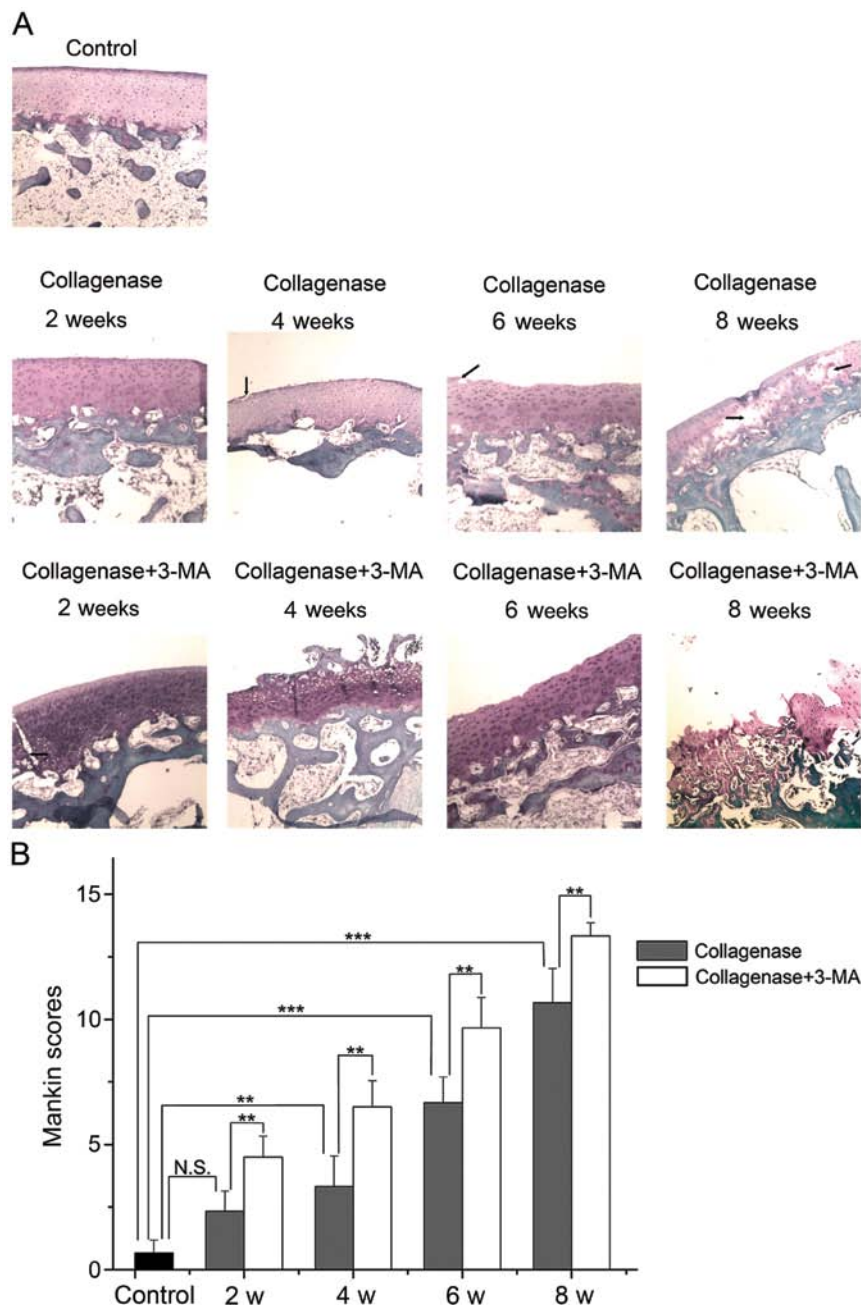 A
Control
Collagenase Collagenase Collagenase Collagenase
2 weeks 4 weeks 6 weeks 8 weeks
Collagenase+3-MA Collagenase+3-MA Collagenase+3-MA Collagenase+3-MA
2 weeks 4 weeks 6 weeks 8 weeks
B
15
**
***
Collagenase
**
Collagenase+3-MA
10
***
**
Mankin scores
**
**
5
N.S.
0
Control 2 w 4 w 6 w 8 w